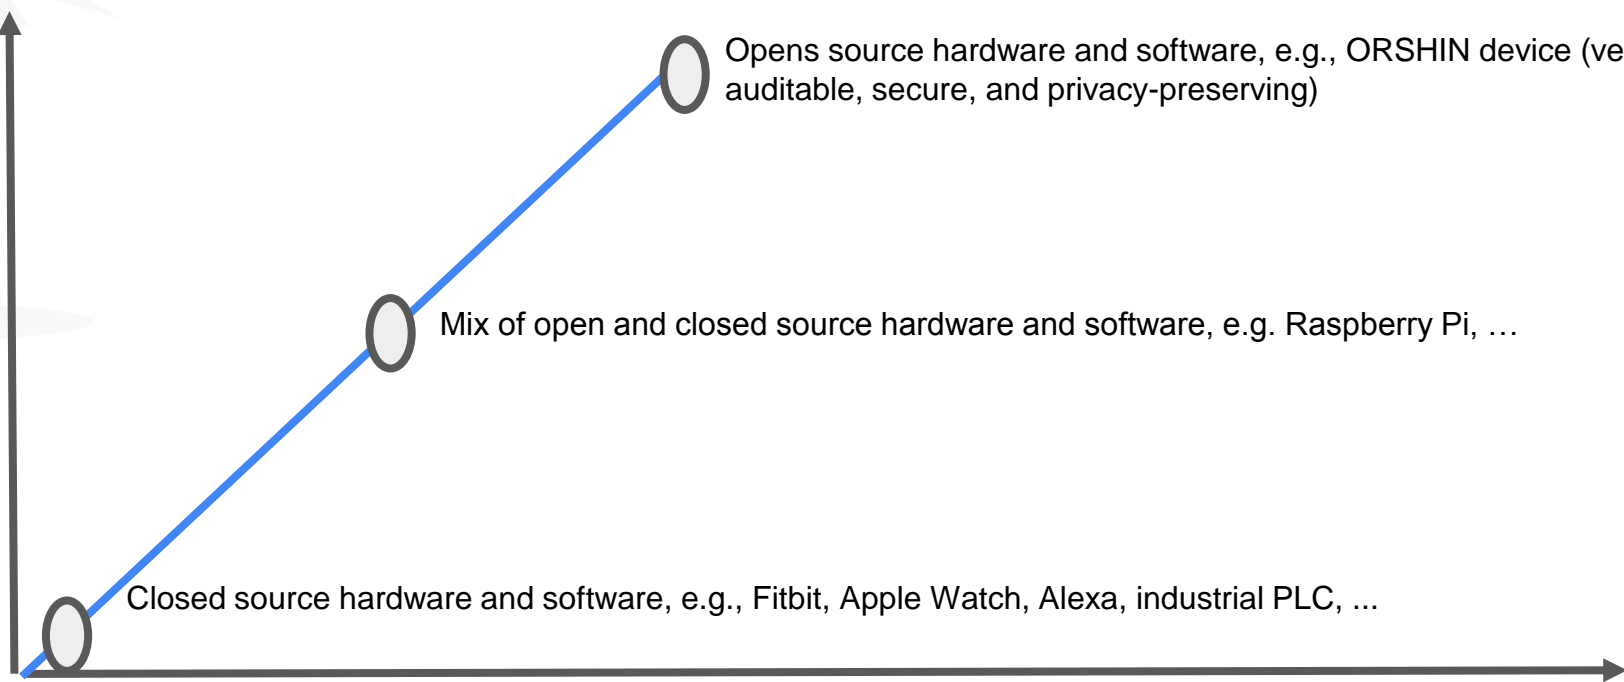 Opens source hardware and software, e.g., ORSHIN device (ve
auditable, secure, and privacy-preserving)
Mix of open and closed source hardware and software, e.g. Raspberry Pi, …
Closed source hardware and software, e.g., Fitbit, Apple Watch, Alexa, industrial PLC, ...